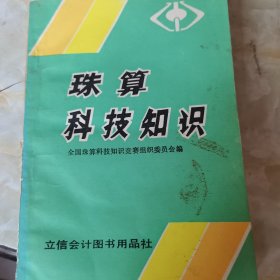 珠算
科技知识
全国珠算科技知识竞赛组织委员会编
立信会计图书用品社